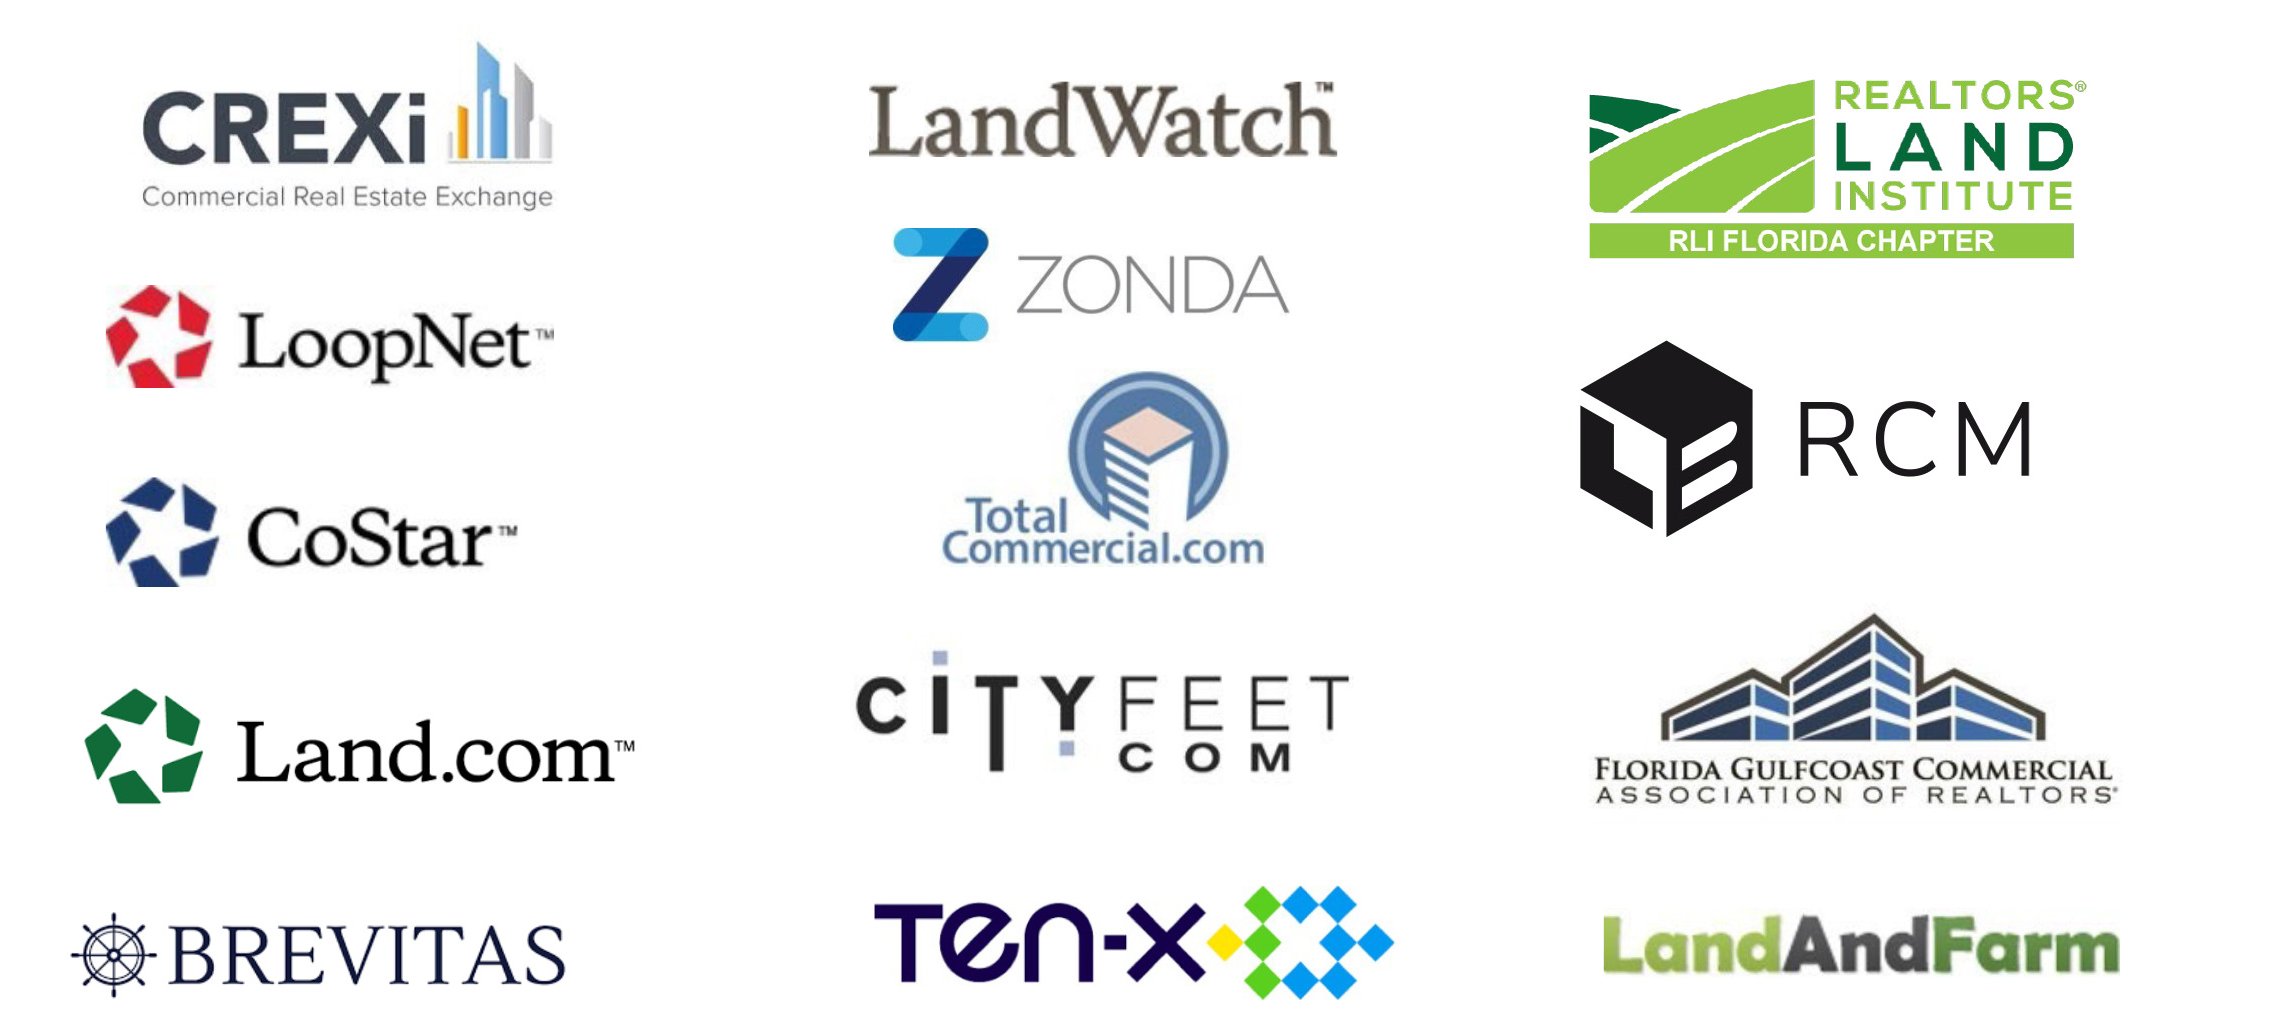 CREXi
Commercial Real Estate Exchange
LoopNet™
CoStar™
Land.com™
BREVITAS
LandWatch™
ZONDA
Total
Commercial.com
CiTYFEET
COM
Ten-X
REALTORS®
LAND
INSTITUTE
RLI FLORIDA CHAPTER
LB
RCM
FLORIDA GULFCOAST COMMERCIAL
ASSOCIATION OF REALTORS®
LandAndFarm